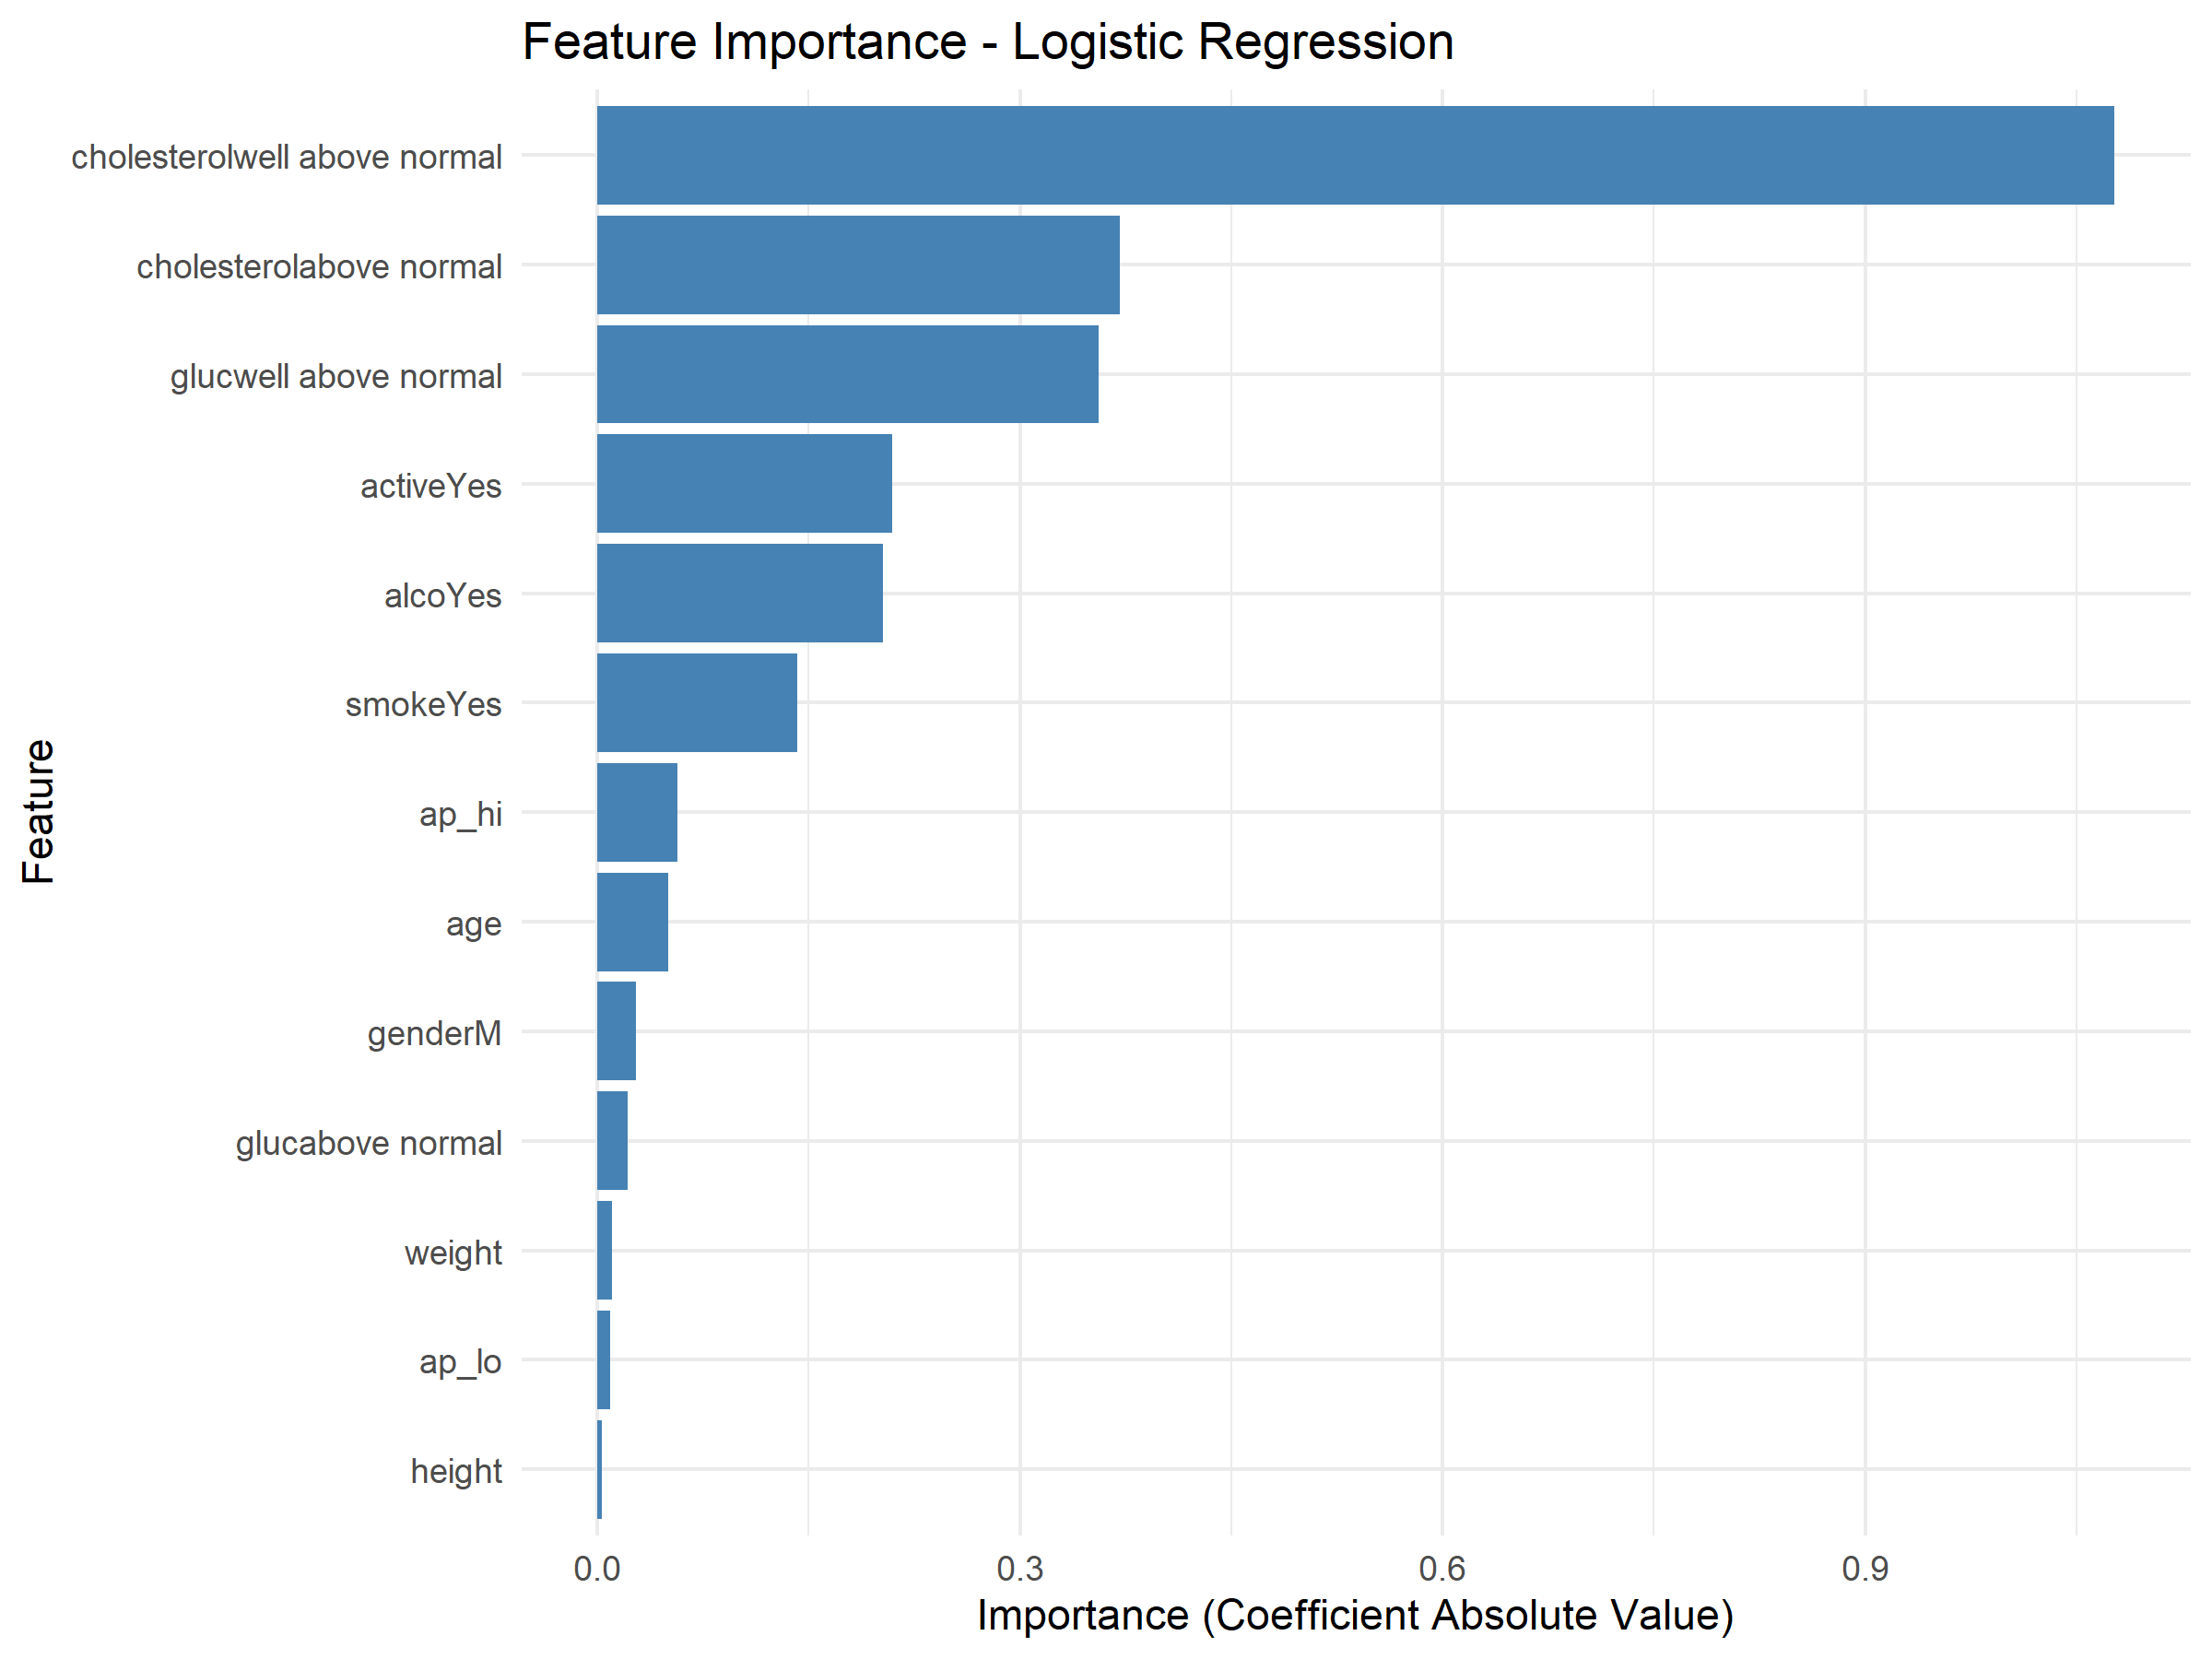 Feature Importance - Logistic Regression
cholesterolwell above normal
cholesterolabove normal
glucwell above normal
activeYes
alcoYes
smokeYes
ap_hi
age
genderM
glucabove normal
weight
ap_lo
height
Feature
0.0 0.3 0.6 0.9
Importance (Coefficient Absolute Value)